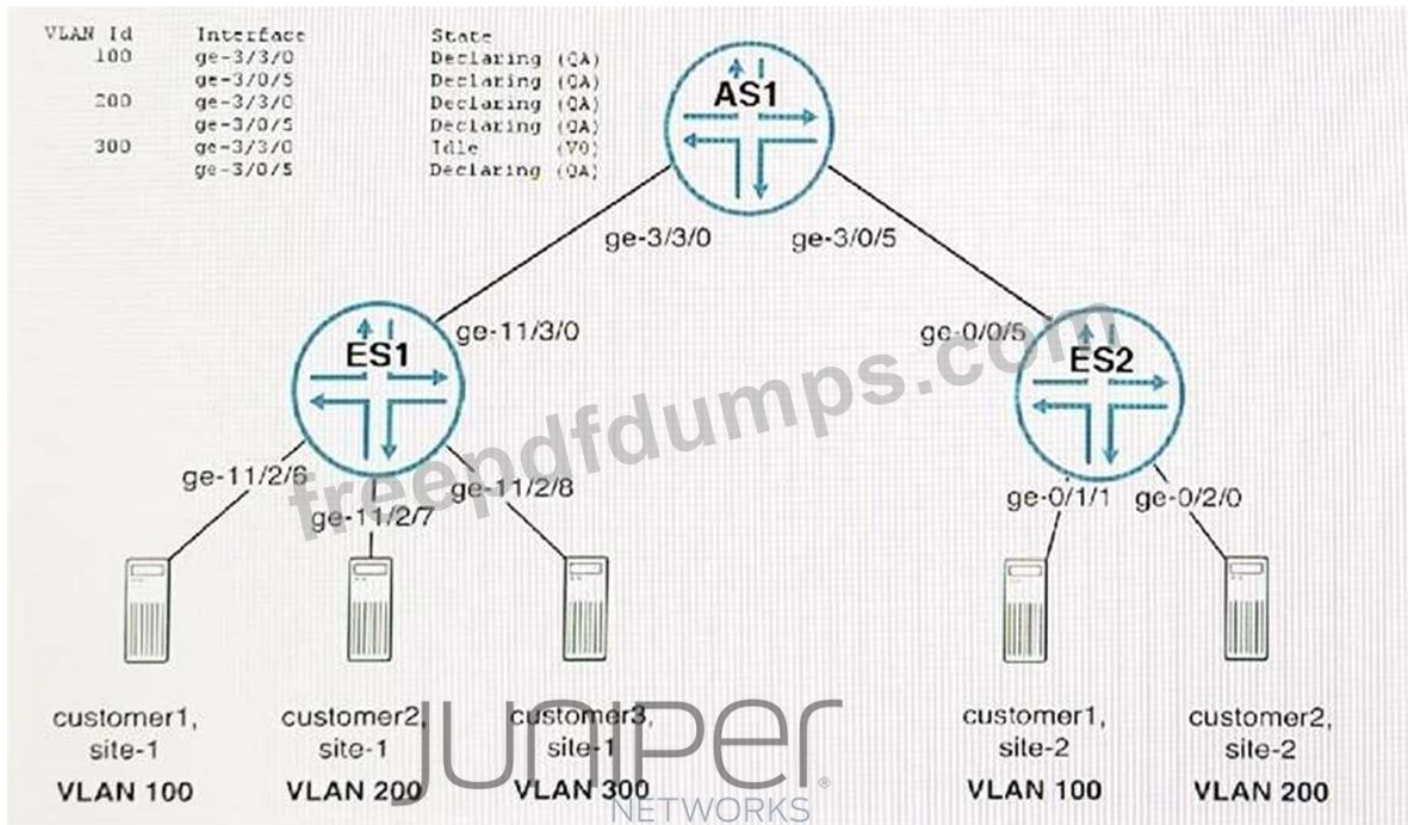 VLAN Id Interface State
100 ge-3/3/0 Declaring (QA)
ge-3/0/5 Declaring (QA)
200 ge-3/3/0 Declaring (QA)
ge-3/0/5 Declaring (QA)
300 ge-3/3/0 Idle (VO)
ge-3/0/5 Declaring (QA)
AS1
ge-3/3/0 ge-3/0/5
ge-11/3/0 ge-0/0/5
ES1 ES2
freepdfdumps.com
ge-11/2/6 ge-11/2/8 ge-0/1/1 ge-0/2/0
ge-11/2/7
customer1, customer2, customer3, customer1, customer2,
site-1 site-1 site-1 site-2 site-2
VLAN 100 VLAN 200 VLAN 300 VLAN 100 VLAN 200
JUNIPER
NETWORKS